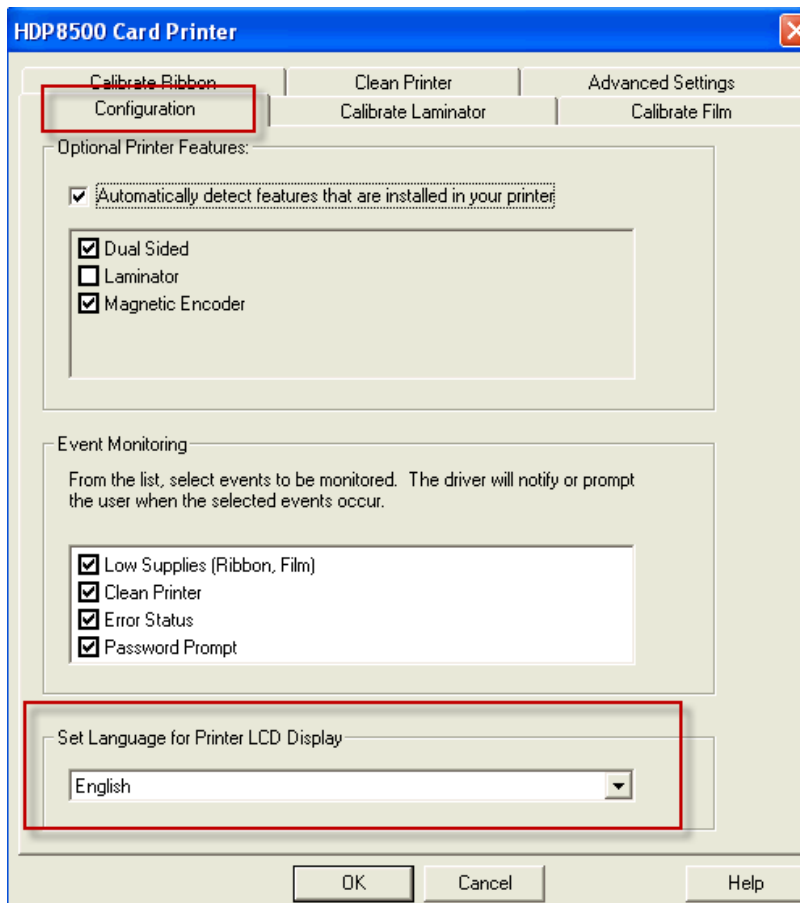 HDP8500 Card Printer
Calibrate Ribbon Clean Printer Advanced Settings
Configuration Calibrate Laminator Calibrate Film
Optional Printer Features:
Automatically detect features that are installed in your printer
Dual Sided
Laminator
Magnetic Encoder
Event Monitoring
From the list, select events to be monitored. The driver will notify or prompt
the user when the selected events occur.
Low Supplies (Ribbon, Film)
Clean Printer
Error Status
Password Prompt
Set Language for Printer LCD Display
English
OK Cancel Help